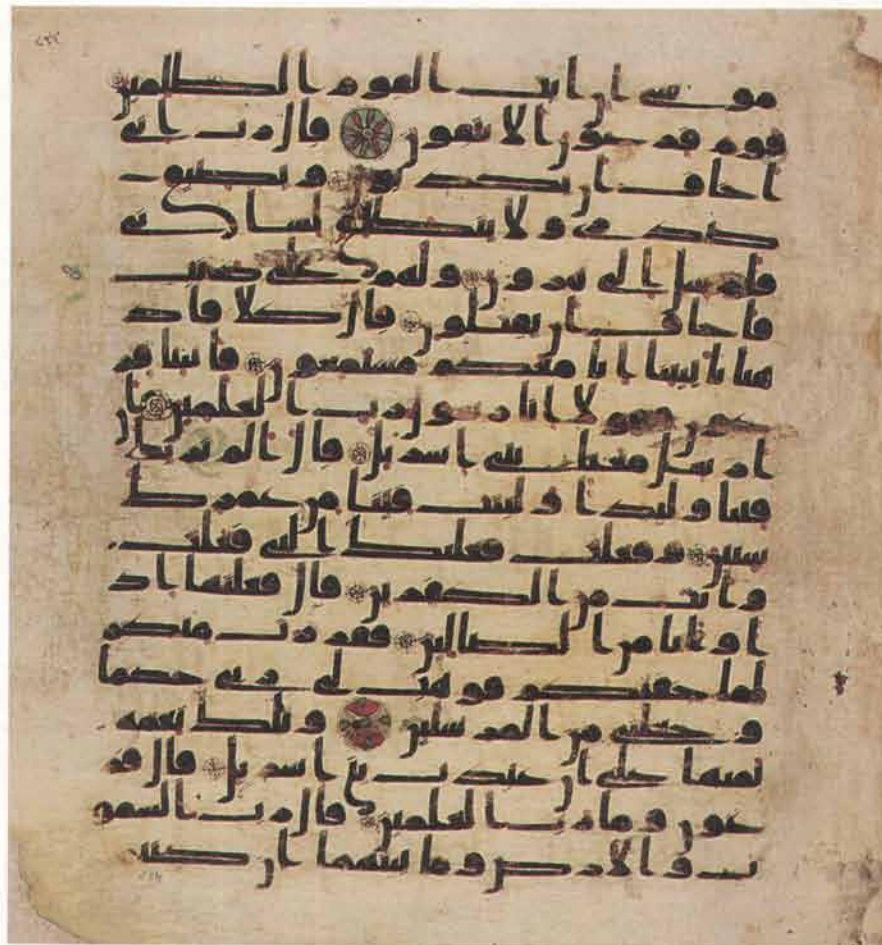 موسى ان ائت القوم الظلمين
قوم فرعون الا يتقون قال رب انى
اخاف ان يكذبون ويضيق
صدرى ولا ينطلق لسانى
فارسل الى هرون ولهم على ذنب
فاخاف ان يقتلون قال كلا فاذ
هبا بايتنا انا معكم مستمعون فاتيا فر
عون فقولا انا رسول رب العلمين ان
ارسل معنا بنى اسريل قال الم نربك
فينا وليدا ولبثت فينا من عمرك
سنين وفعلت فعلتك التى فعلت
وانت من الكفرين قال فعلتها اذ
ا وانا من الضالين ففررت منكم
لما خفتكم فوهب لى ربى حكما
وجعلنى من المرسلين وتلك نعمه
تمنها على ان عبدت بنى اسريل قال فر
عون وما رب العلمين قال رب السمو
ت والارض وما بينهما ان كنتم